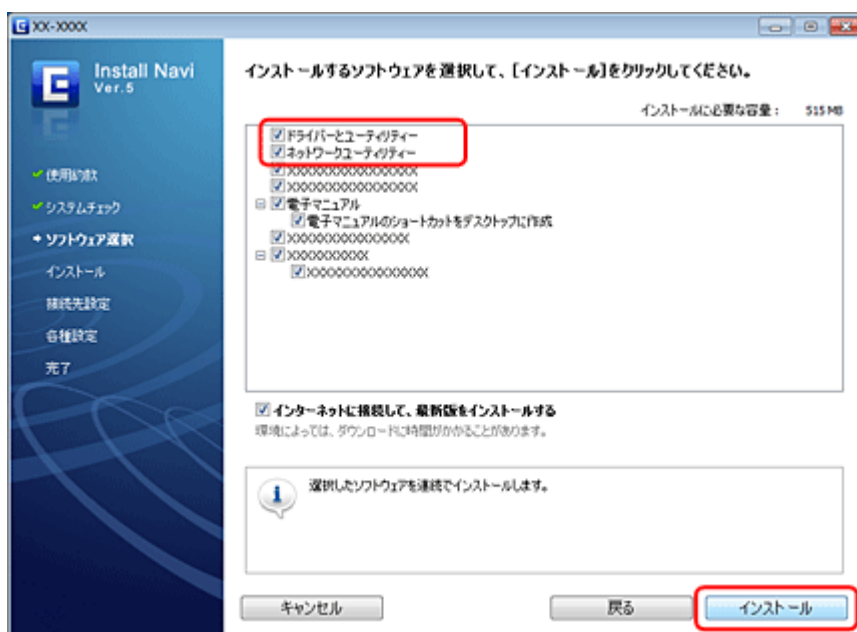 XX-XXXX
Install Navi
Ver.5
インストールするソフトウェアを選択して、[インストール]をクリックしてください。
インストールに必要な容量： 515 MB
ドライバーとユーティリティー
ネットワークユーティリティー
XXXXXXXXXXXXXXXXX
XXXXXXXXXXXXXXXXX
電子マニュアル
電子マニュアルのショートカットをデスクトップに作成
XXXXXXXXXXXXXXXX
XXXXXXXXXXX
XXXXXXXXXXXXXXXX
使用約款
システムチェック
ソフトウェア選択
インストール
接続先設定
各種設定
完了
インターネットに接続して、最新版をインストールする
環境によっては、ダウンロードに時間がかかることがあります。
選択したソフトウェアを連続でインストールします。
キャンセル
戻る
インストール